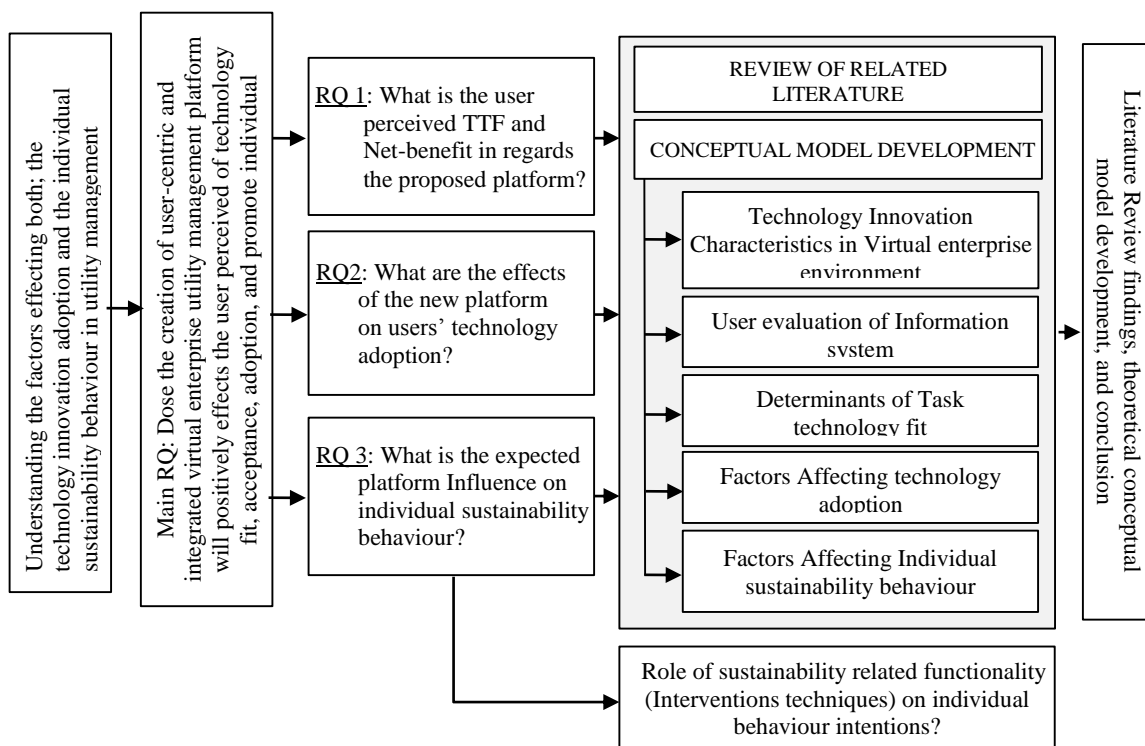 Understanding the factors effecting both; the
technology innovation adoption and the individual
sustainability behaviour in utility management
Main RQ: Dose the creation of user-centric and
integrated virtual enterprise utility management platform
will positively effects the user perceived of technology
fit, acceptance, adoption, and promote individual
RQ 1: What is the user
perceived TTF and
Net-benefit in regards
the proposed platform?
RQ2: What are the effects
of the new platform
on users’ technology
adoption?
RQ 3: What is the expected
platform Influence on
individual sustainability
behaviour?
REVIEW OF RELATED
LITERATURE
CONCEPTUAL MODEL DEVELOPMENT
Technology Innovation
Characteristics in Virtual enterprise
environment
User evaluation of Information
system
Determinants of Task
technology fit
Factors Affecting technology
adoption
Factors Affecting Individual
sustainability behaviour
Role of sustainability related functionality
(Interventions techniques) on individual
behaviour intentions?
Literature Review findings, theoretical conceptual
model development, and conclusion